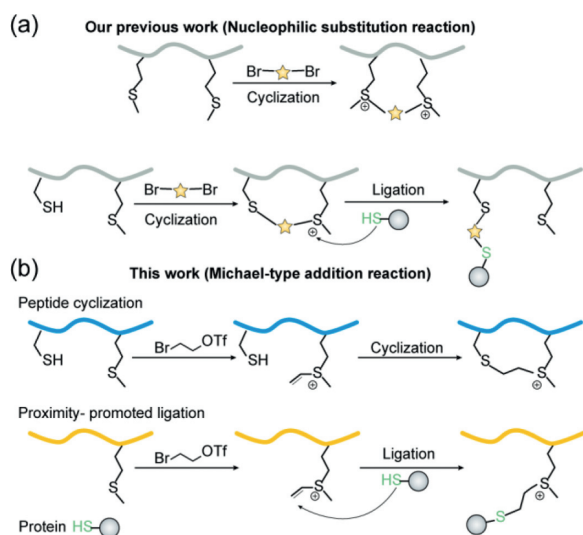 (a)
Our previous work (Nucleophilic substitution reaction)
Br Br
Cyclization
S S
S ⊕ S ⊕
SH S
Br Br
Cyclization
S S ⊕
Ligation
HS
S S
S
(b)
This work (Michael-type addition reaction)
Peptide cyclization
SH S
Br OTf
SH S ⊕
Cyclization
S S ⊕
Proximity- promoted ligation
S
Br OTf
S ⊕
Ligation
HS
S ⊕
S
Protein HS